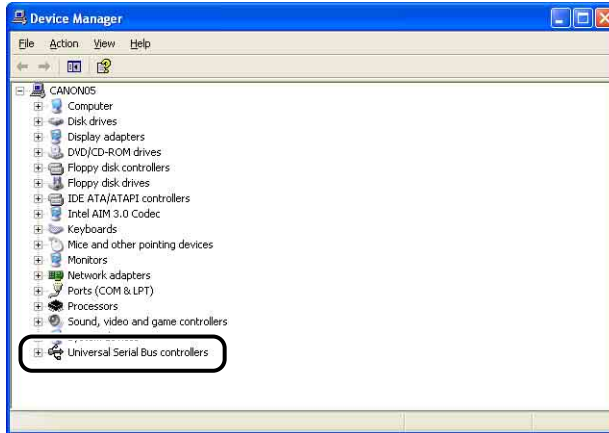 Device Manager
File Action View Help
CANON05
Computer
Disk drives
Display adapters
DVD/CD-ROM drives
Floppy disk controllers
Floppy disk drives
IDE ATA/ATAPI controllers
Intel AIM 3.0 Codec
Keyboards
Mice and other pointing devices
Monitors
Network adapters
Ports (COM & LPT)
Processors
Sound, video and game controllers
Universal Serial Bus controllers